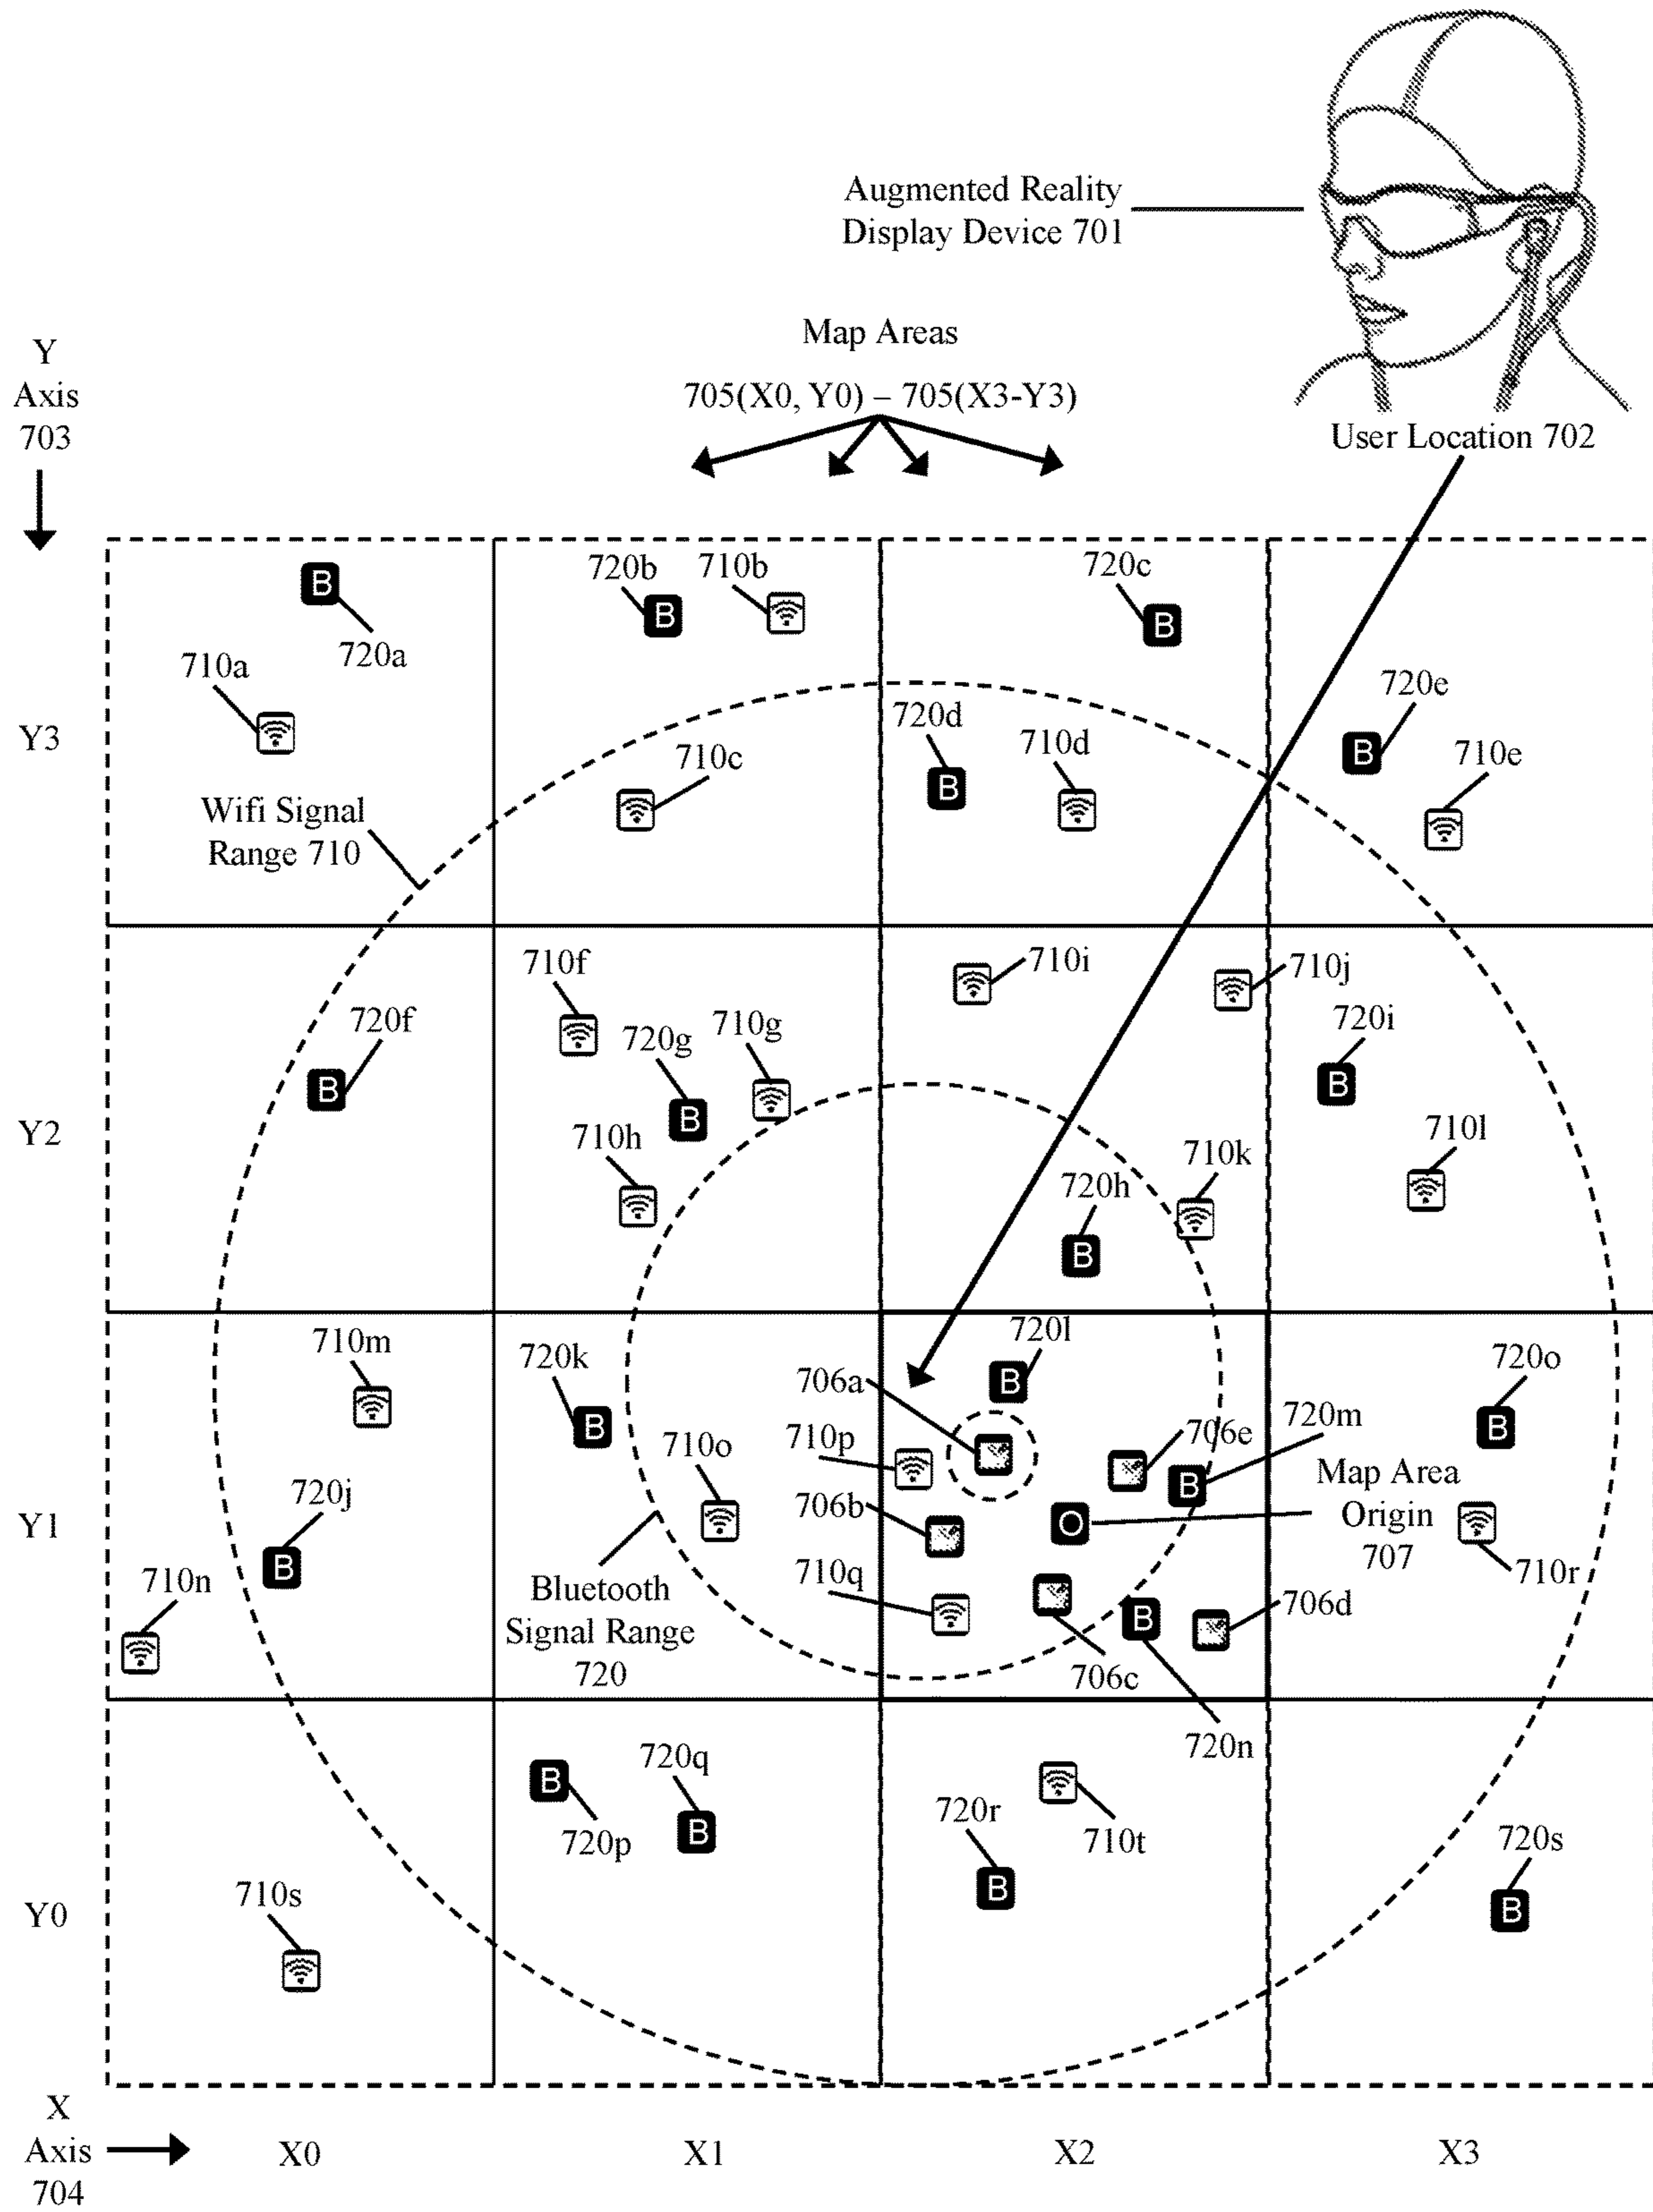 Augmented Reality
Display Device 701
Map Areas
705(X0, Y0) – 705(X3-Y3)
User Location 702
Y
Axis
703
720b
710b
720c
B
B
B
720a
710a
720e
B
720d
710e
Y3
710c
710d
B
Wifi Signal
Range 710
710f
710i
710j
720f
720g
710g
720i
B
B
B
Y2
710h
710k
710l
720h
B
710m
720k
720l
720o
706a
B
B
B
710o
710p
706e
720m
B
Map Area
Origin
707
720j
706b
O
Y1
B
710n
Bluetooth
Signal Range
720
710q
B
706d
710r
706c
720n
B
720q
720p
B
720r
710t
720s
B
B
710s
Y0
X
Axis
704
X0
X1
X2
X3